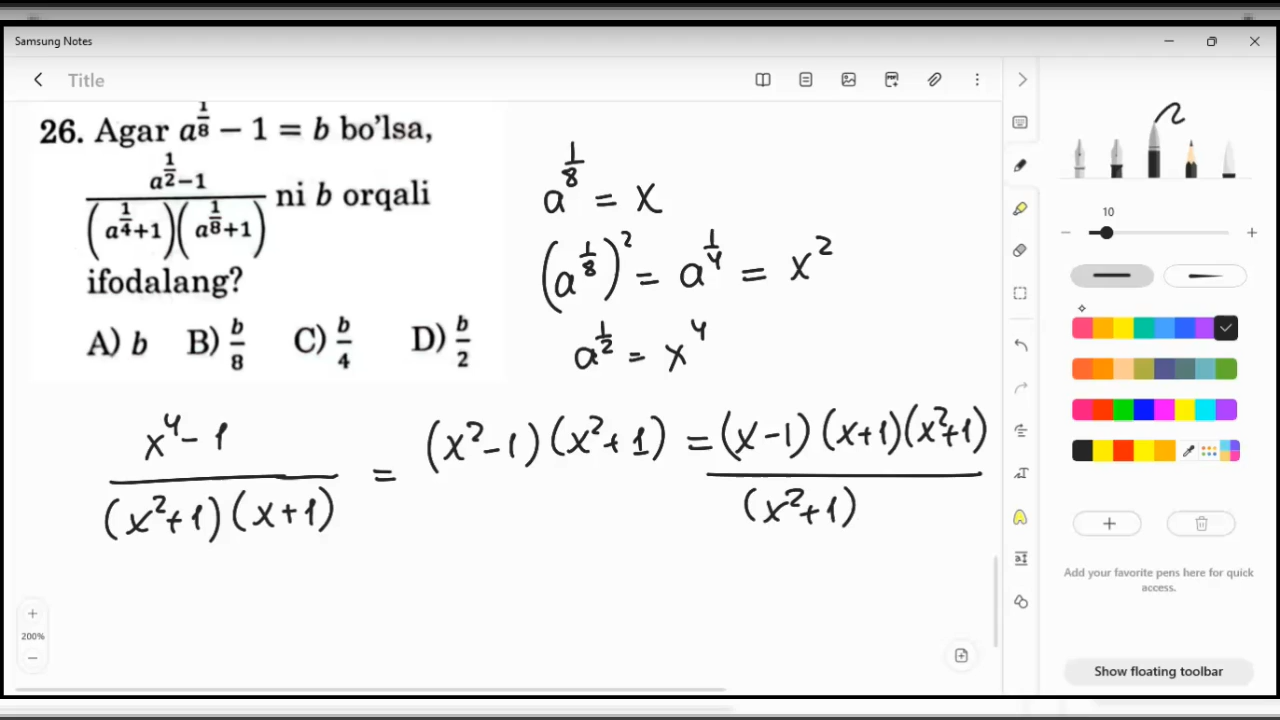 Samsung Notes
Title
26. Agar a^{1/8} − 1 = b bo'lsa,
\frac{a^{1/2}−1}{(a^{1/4}+1)(a^{1/8}+1)} ni b orqali
ifodalang?
A) b B) b/8 C) b/4 D) b/2
a^{1/8} = x
(a^{1/8})^2 = a^{1/4} = x^2
a^{1/2} = x^4
\frac{x^4 − 1}{(x^2+1)(x+1)} = (x^2−1)(x^2+1) = \frac{(x−1)(x+1)(x^2+1)}{(x^2+1)}
10
Add your favorite pens here for quick
access.
200%
Show floating toolbar